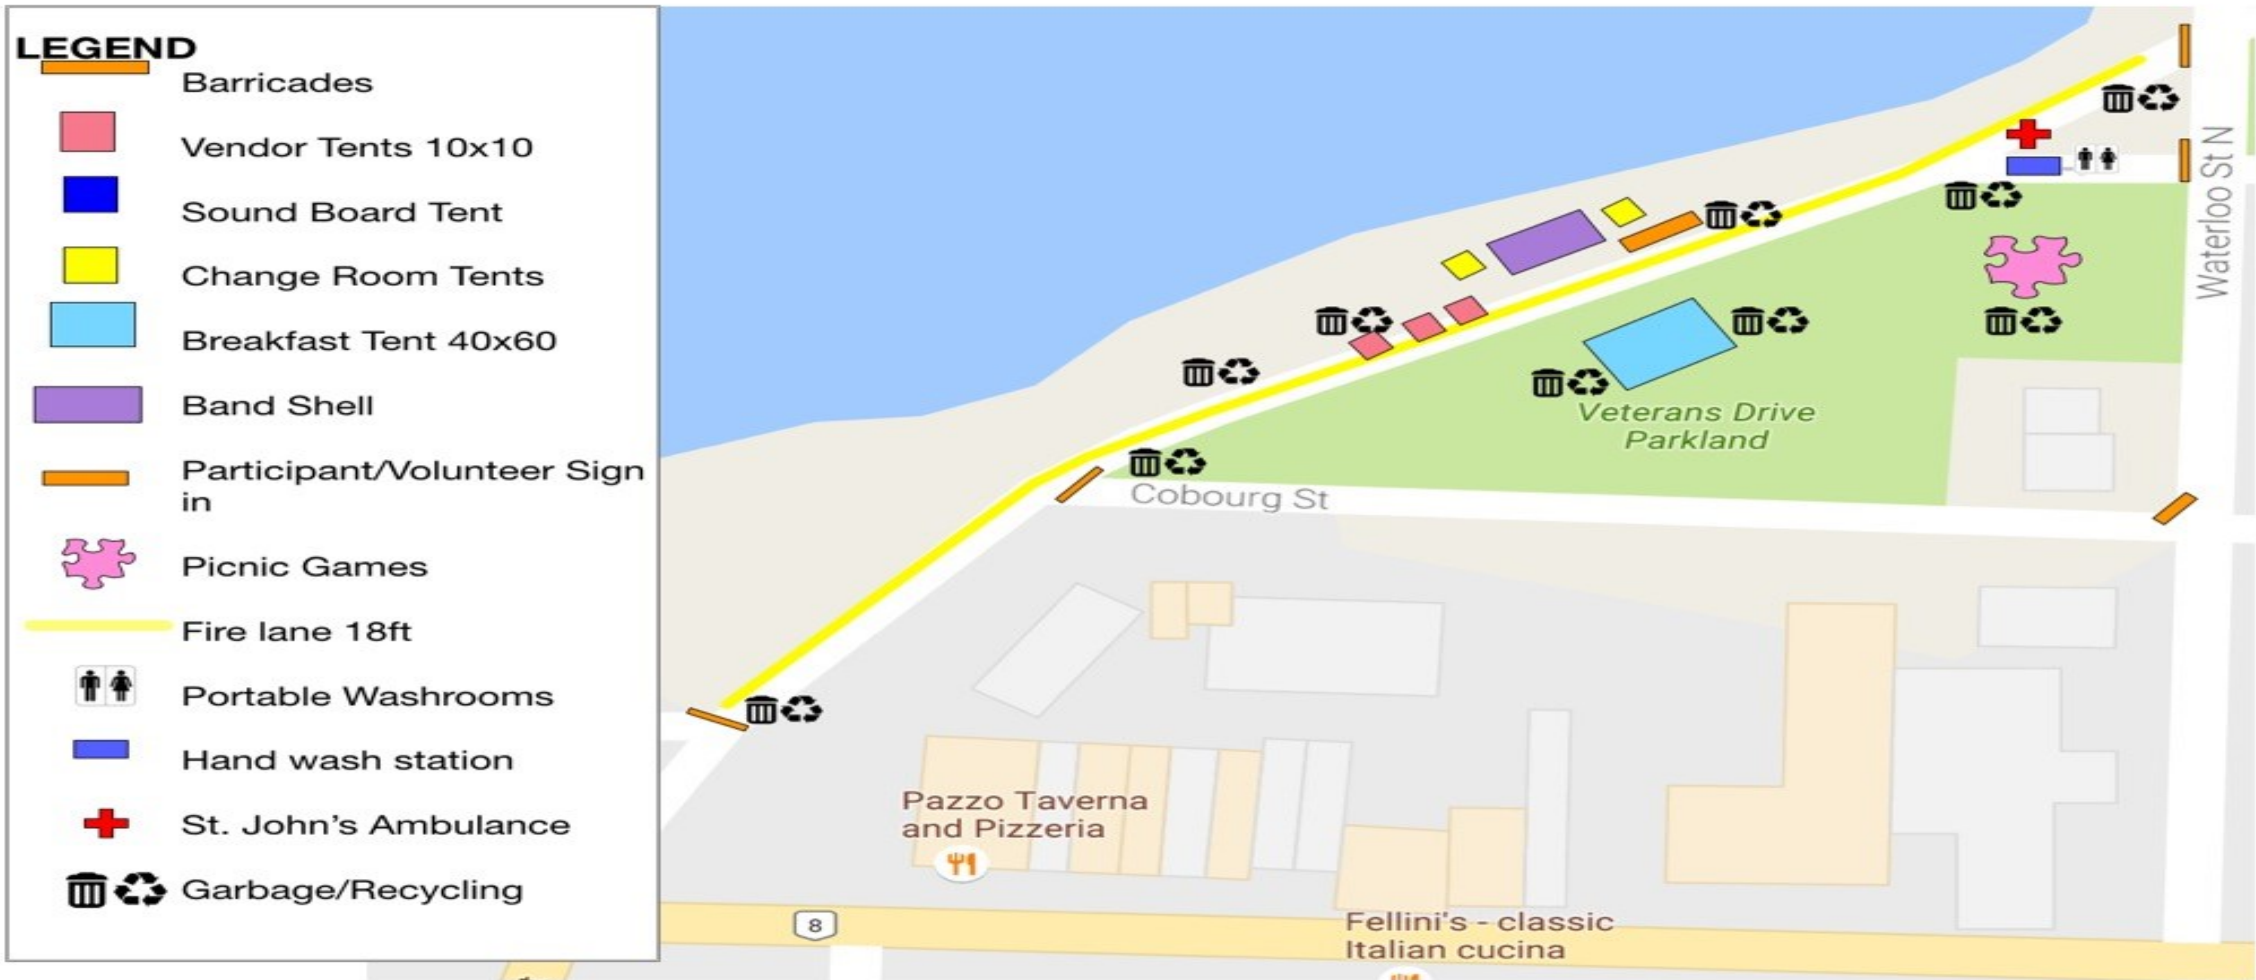 LEGEND
Barricades
Vendor Tents 10x10
Sound Board Tent
Change Room Tents
Breakfast Tent 40x60
Band Shell
Participant/Volunteer Sign
in
Picnic Games
Fire lane 18ft
Portable Washrooms
Hand wash station
St. John's Ambulance
Garbage/Recycling
Waterloo St N
Veterans Drive
Parkland
Cobourg St
Pazzo Taverna
and Pizzeria
8
Fellini's - classic
Italian cucina